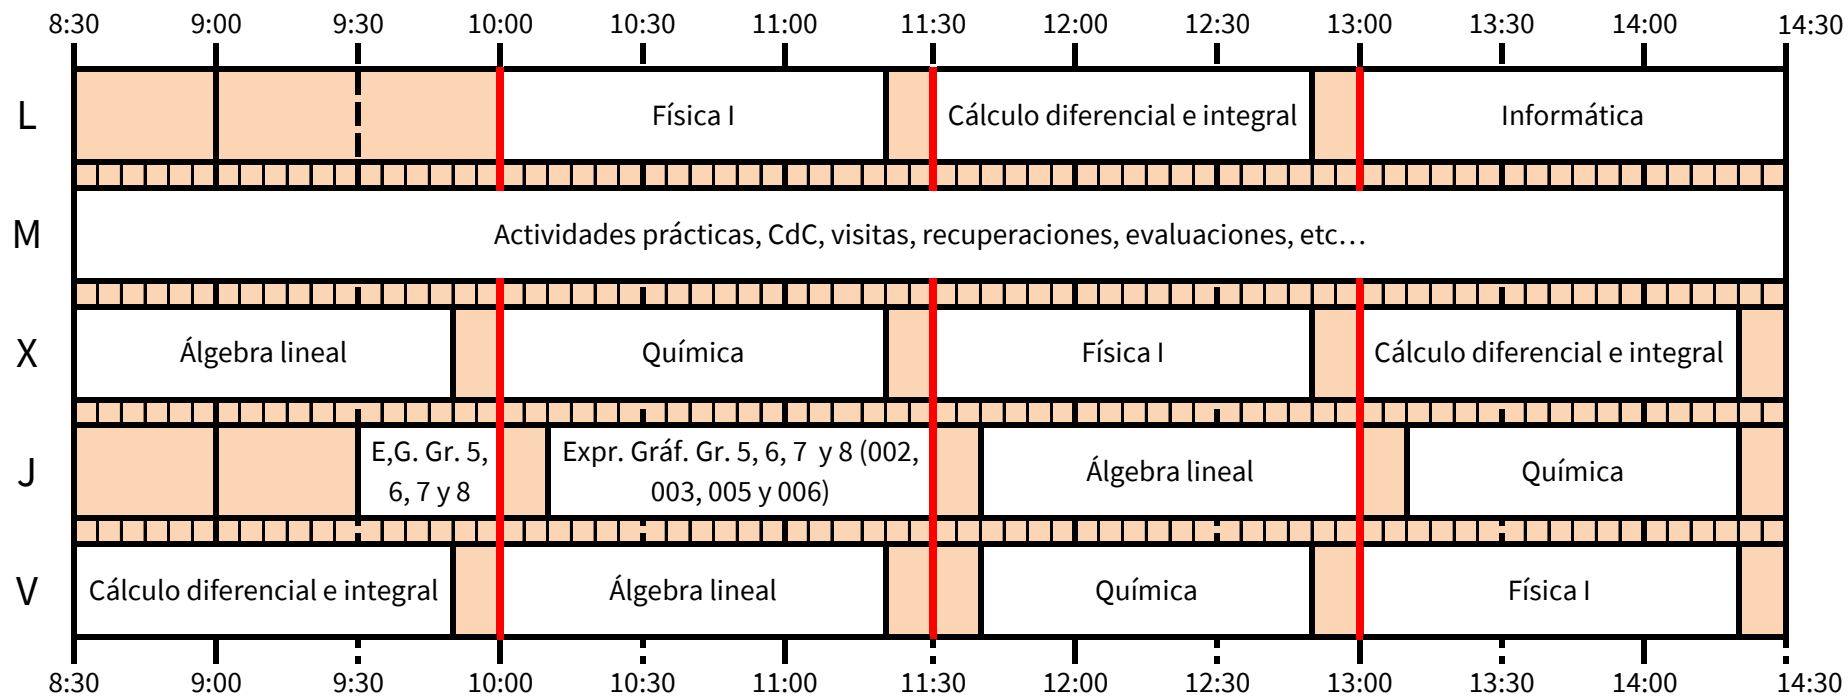 8:30 9:00 9:30 10:00 10:30 11:00 11:30 12:00 12:30 13:00 13:30 14:00 14:30
L Física I Cálculo diferencial e integral Informática
M Actividades prácticas, CdC, visitas, recuperaciones, evaluaciones, etc...
X Álgebra lineal Química Física I Cálculo diferencial e integral
J E,G. Gr. 5, 6, 7 y 8 Expr. Gráf. Gr. 5, 6, 7 y 8 (002, 003, 005 y 006) Álgebra lineal Química
V Cálculo diferencial e integral Álgebra lineal Química Física I
8:30 9:00 9:30 10:00 10:30 11:00 11:30 12:00 12:30 13:00 13:30 14:00 14:30